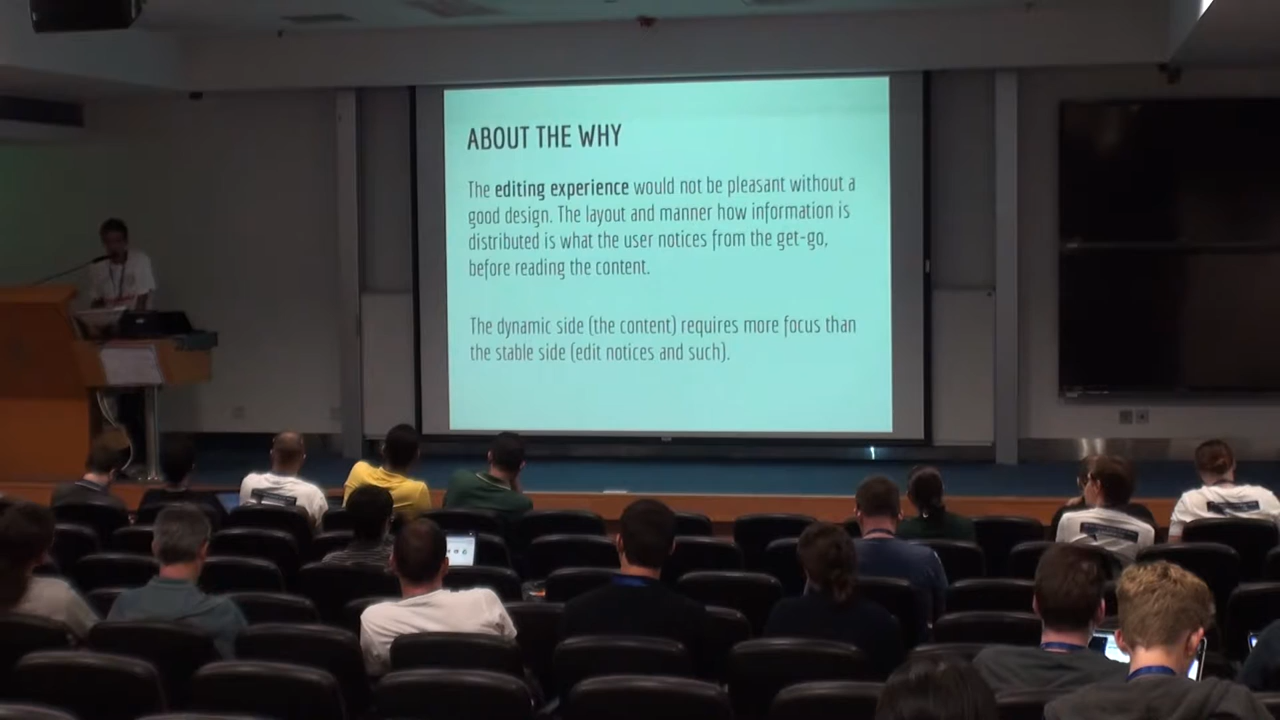 ABOUT THE WHY
The editing experience would not be pleasant without a
good design. The layout and manner how information is
distributed is what the user notices from the get-go,
before reading the content.
The dynamic side (the content) requires more focus than
the stable side (edit notices and such).